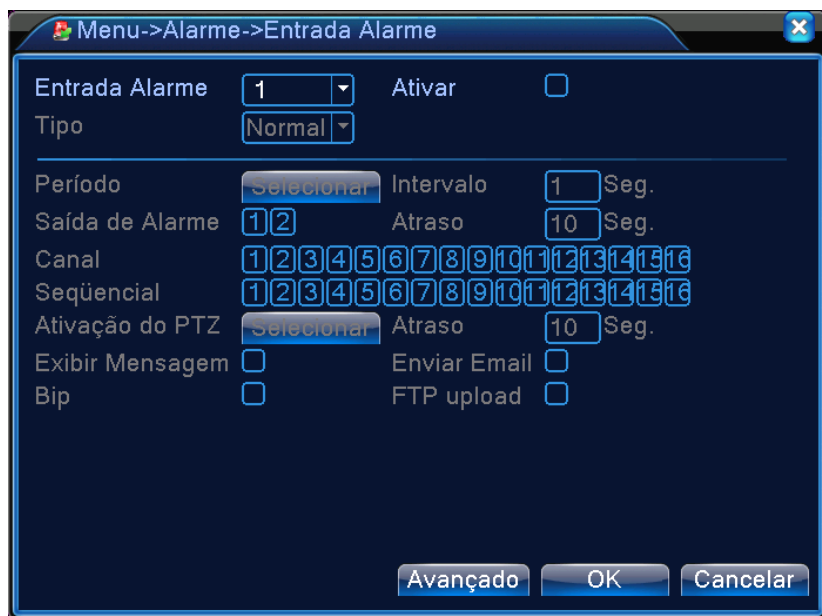 Menu->Alarme->Entrada Alarme
Entrada Alarme 1 Ativar
Tipo Normal
Período Selecionar Intervalo 1 Seg.
Saída de Alarme 1 2 Atraso 10 Seg.
Canal 1 2 3 4 5 6 7 8 9 10 11 12 13 14 15 16
Seqüencial 1 2 3 4 5 6 7 8 9 10 11 12 13 14 15 16
Ativação do PTZ Selecionar Atraso 10 Seg.
Exibir Mensagem Enviar Email
Bip FTP upload
Avançado OK Cancelar